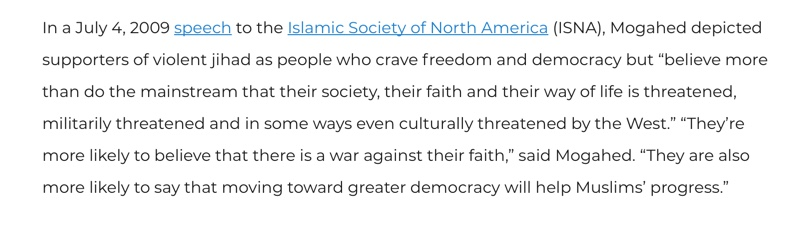 In a July 4, 2009 speech to the Islamic Society of North America (ISNA), Mogahed depicted
supporters of violent jihad as people who crave freedom and democracy but “believe more
than do the mainstream that their society, their faith and their way of life is threatened,
militarily threatened and in some ways even culturally threatened by the West.” “They’re
more likely to believe that there is a war against their faith,” said Mogahed. “They are also
more likely to say that moving toward greater democracy will help Muslims’ progress.”